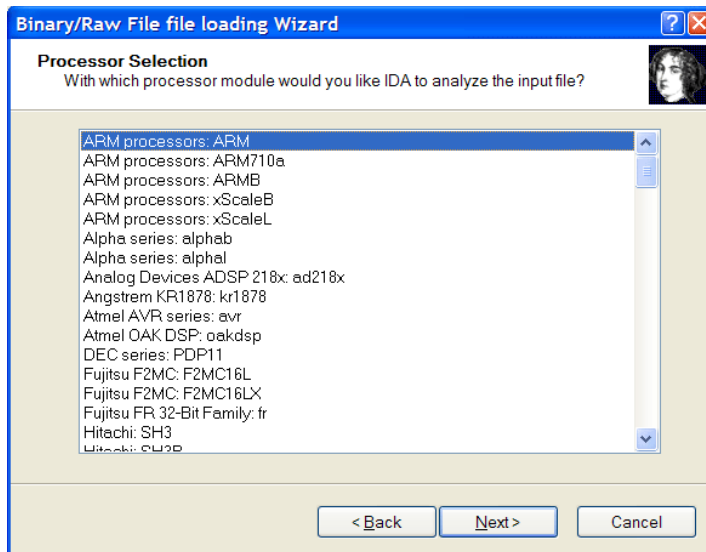 Binary/Raw File file loading Wizard
Processor Selection
With which processor module would you like IDA to analyze the input file?
ARM processors: ARM
ARM processors: ARM710a
ARM processors: ARMB
ARM processors: xScaleB
ARM processors: xScaleL
Alpha series: alphab
Alpha series: alphal
Analog Devices ADSP 218x: ad218x
Angstrem KR1878: kr1878
Atmel AVR series: avr
Atmel OAK DSP: oakdsp
DEC series: PDP11
Fujitsu F2MC: F2MC16L
Fujitsu F2MC: F2MC16LX
Fujitsu FR 32-Bit Family: fr
Hitachi: SH3
Hitachi: SH3B
< Back Next > Cancel